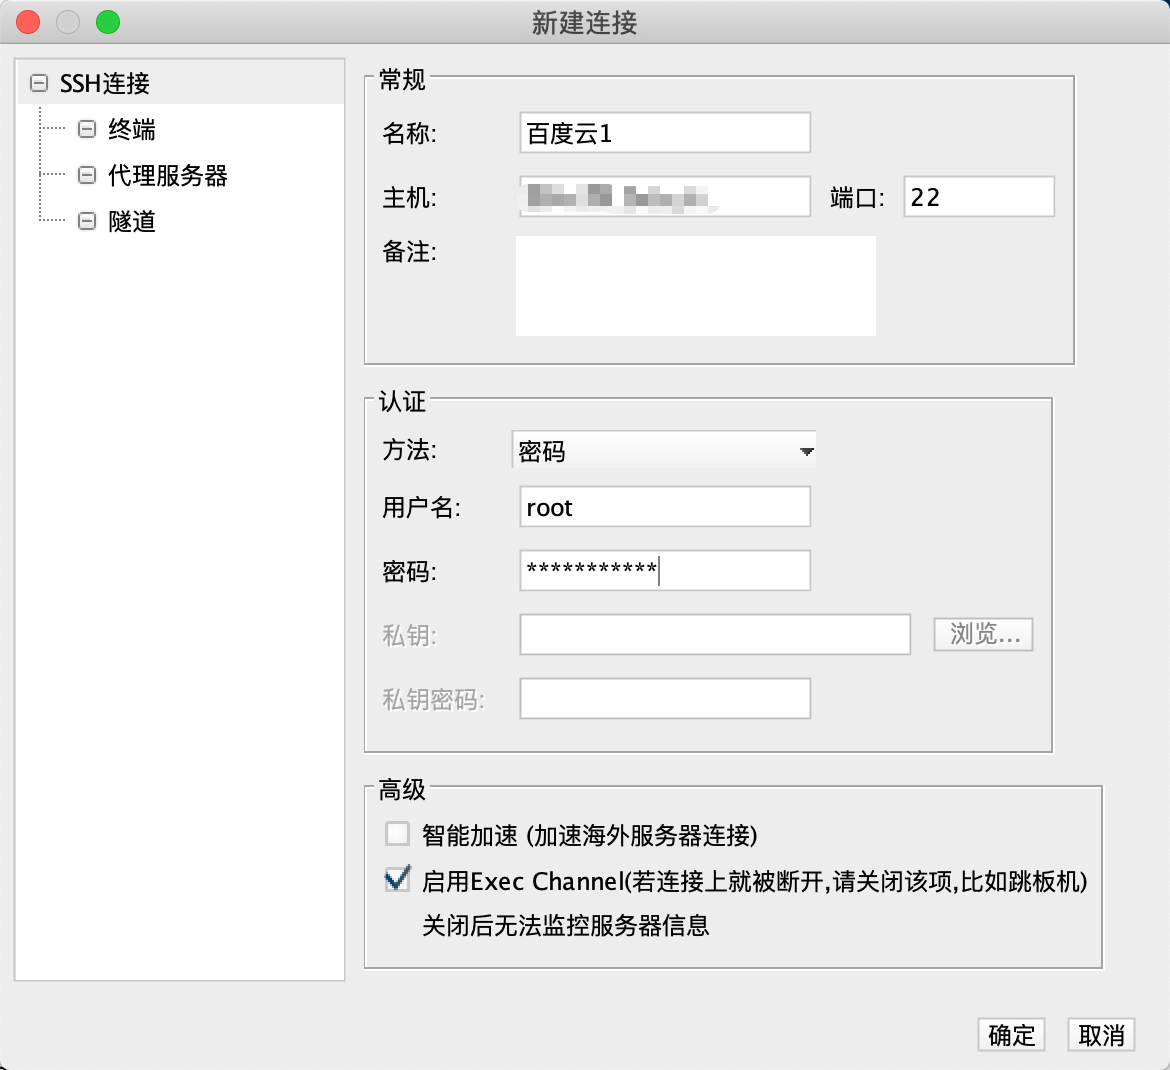 新建连接
SSH连接
终端
代理服务器
隧道
常规
名称: 百度云1
主机: 端口: 22
备注:
认证
方法: 密码
用户名: root
密码: ***********
私钥: 浏览...
私钥密码:
高级
智能加速 (加速海外服务器连接)
启用Exec Channel(若连接上就被断开,请关闭该项,比如跳板机)
关闭后无法监控服务器信息
确定 取消